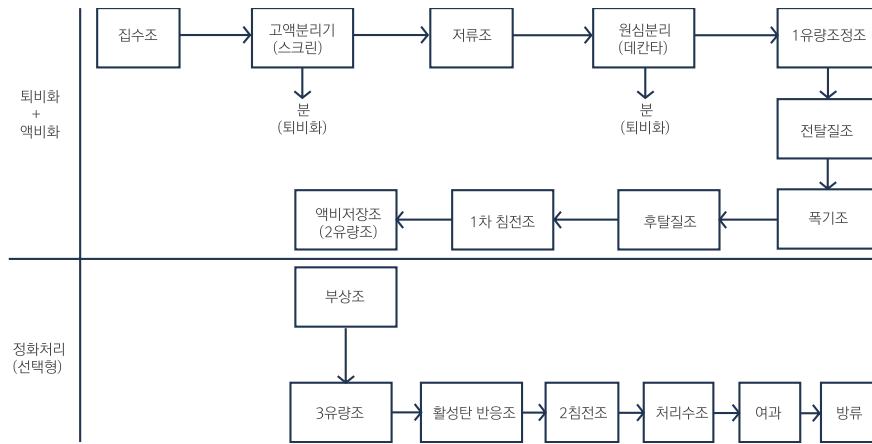 집수조
고액분리기
(스크린)
저류조
원심분리
(데칸타)
1유량조정조
퇴비화
+
액비화
분
(퇴비화)
분
(퇴비화)
전탈질조
액비저장조
(2유량조)
1차 침전조
후탈질조
폭기조
부상조
정화처리
(선택형)
3유량조
활성탄 반응조
2침전조
처리수조
여과
방류